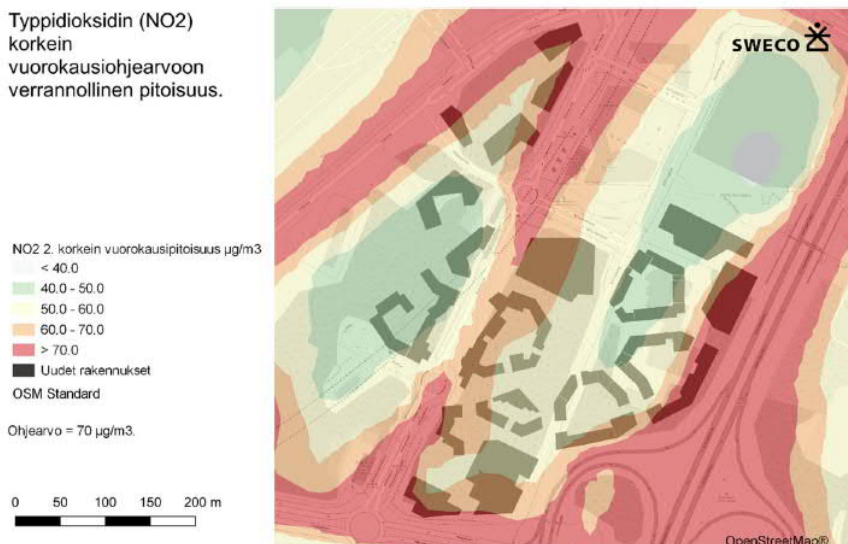 Typpidioksidin (NO2)
korkein
vuorokausiohjearvoon
verrannollinen pitoisuus.
SWECO
NO2 2. korkein vuorokausipitoisuus µg/m3
< 40.0
40.0 - 50.0
50.0 - 60.0
60.0 - 70.0
> 70.0
Uudet rakennukset
OSM Standard
Ohjearvo = 70 µg/m3.
0 50 100 150 200 m
OpenStreetMap®